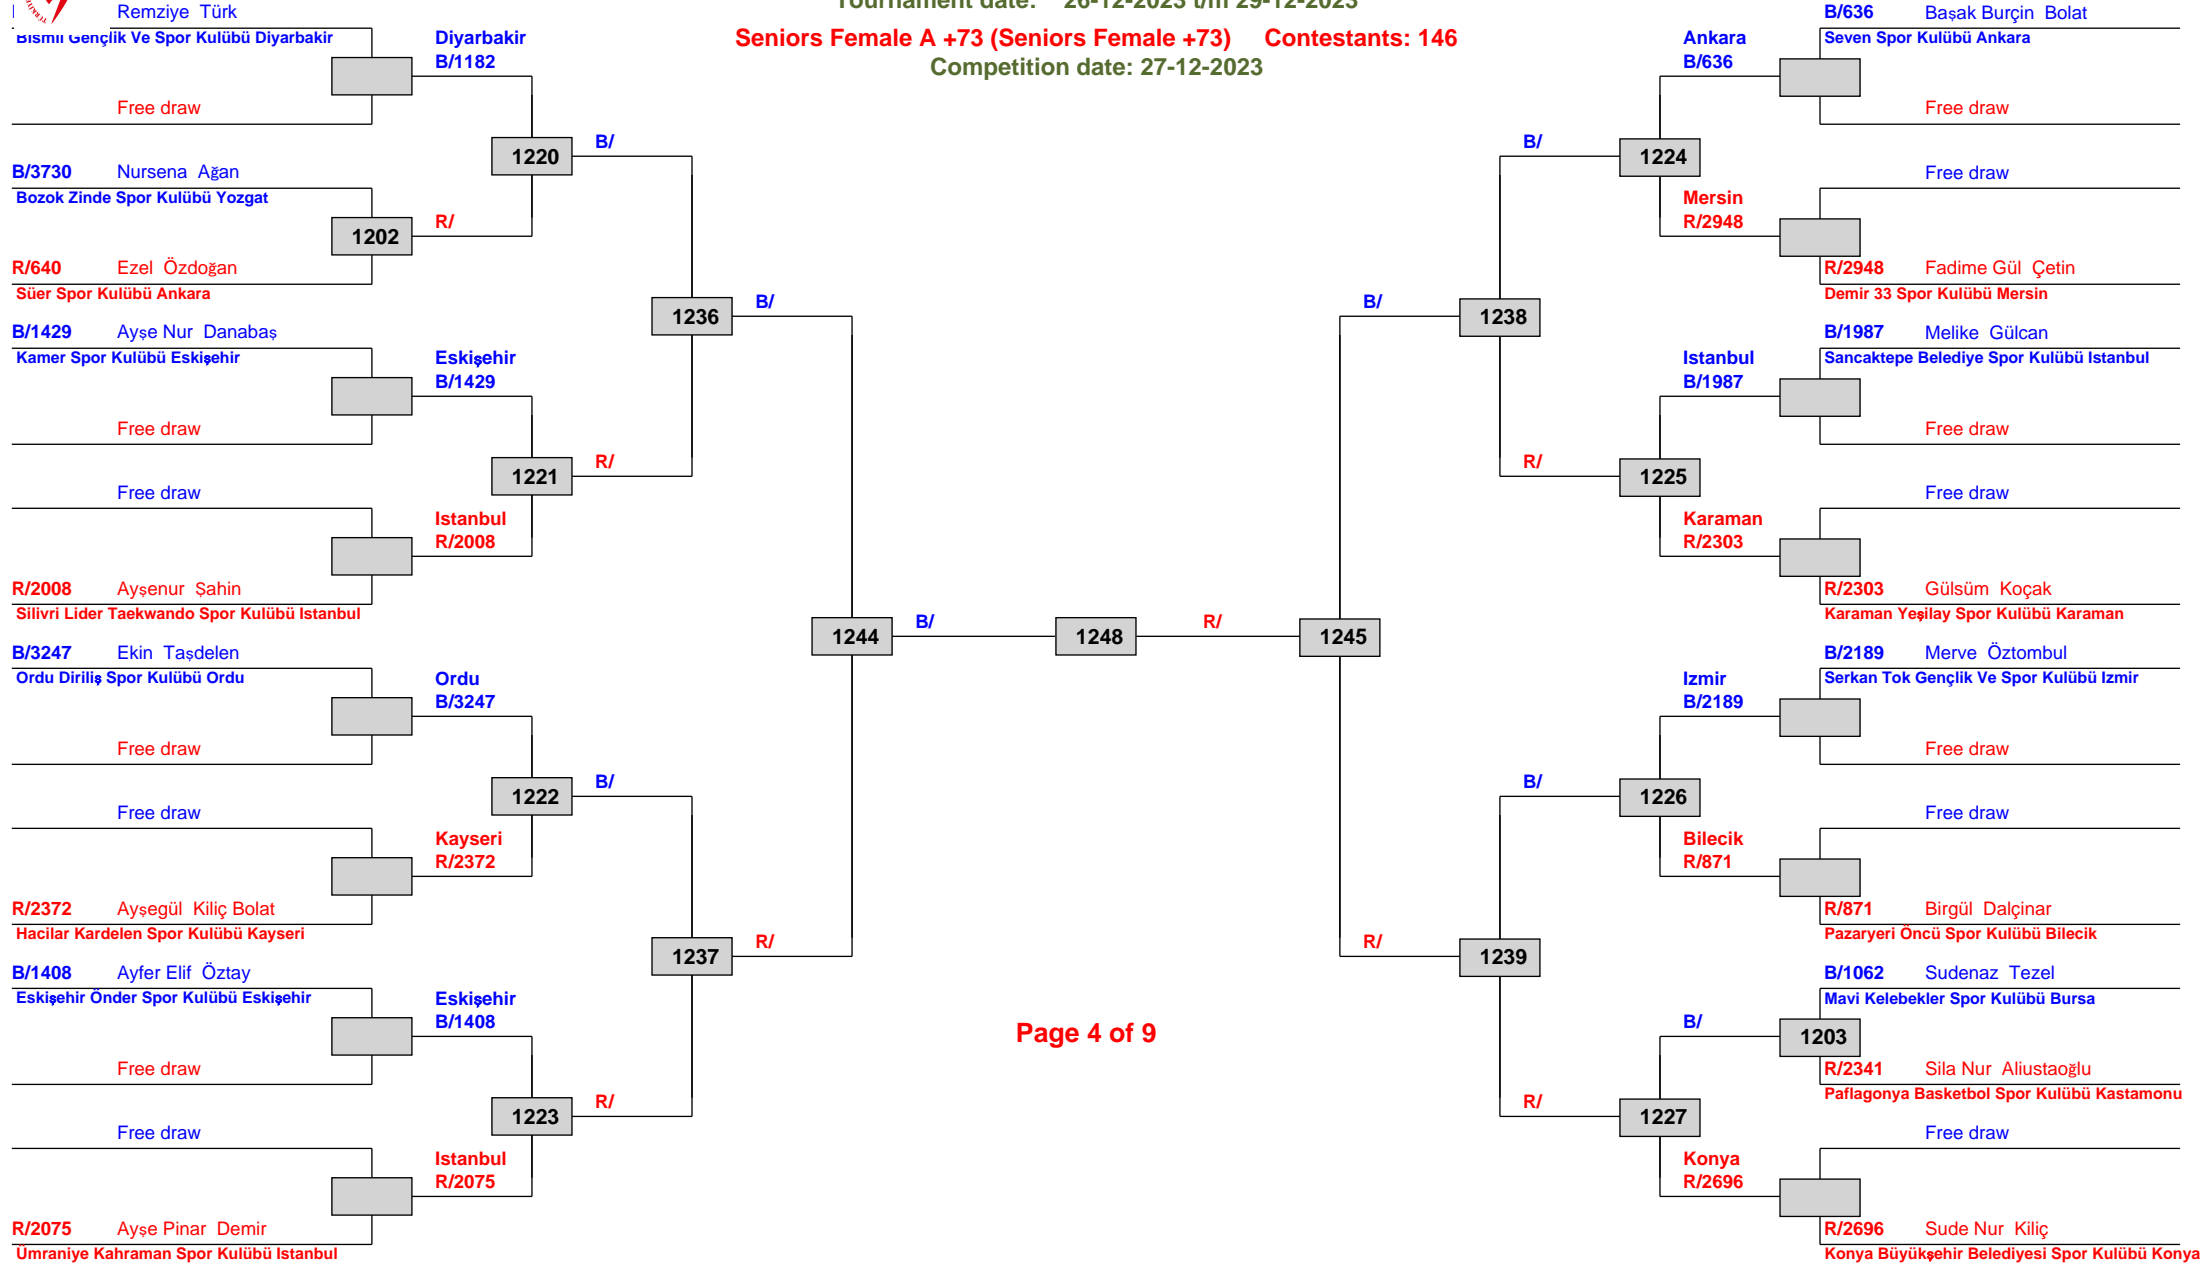 Tournament date: 26-12-2023 t/m 29-12-2023
Seniors Female A +73 (Seniors Female +73) Contestants: 146
Competition date: 27-12-2023
Remziye Türk
Bismil Gençlik Ve Spor Kulübü Diyarbakir
Diyarbakir
B/1182
Free draw
1220
B/
B/3730 Nursena Ağan
Bozok Zinde Spor Kulübü Yozgat
1202
R/
R/640 Ezel Özdoğan
Süer Spor Kulübü Ankara
1236
B/
B/1429 Ayşe Nur Danabaş
Kamer Spor Kulübü Eskişehir
Eskişehir
B/1429
Free draw
1221
R/
Free draw
Istanbul
R/2008
R/2008 Ayşenur Şahin
Silivri Lider Taekwando Spor Kulübü Istanbul
1244
B/
1248
R/
1245
B/3247 Ekin Taşdelen
Ordu Diriliş Spor Kulübü Ordu
Ordu
B/3247
Free draw
1222
B/
Free draw
Kayseri
R/2372
R/2372 Ayşegül Kiliç Bolat
Hacilar Kardelen Spor Kulübü Kayseri
1237
R/
B/1408 Ayfer Elif Öztay
Eskişehir Önder Spor Kulübü Eskişehir
Eskişehir
B/1408
Free draw
1223
R/
Free draw
Istanbul
R/2075
R/2075 Ayşe Pinar Demir
Ümraniye Kahraman Spor Kulübü Istanbul
Page 4 of 9
B/636 Başak Burçin Bolat
Seven Spor Kulübü Ankara
Ankara
B/636
Free draw
B/
1224
Free draw
Mersin
R/2948
R/2948 Fadime Gül Çetin
Demir 33 Spor Kulübü Mersin
B/
1238
B/1987 Melike Gülcan
Sancaktepe Belediye Spor Kulübü Istanbul
Istanbul
B/1987
Free draw
R/
1225
Free draw
Karaman
R/2303
R/2303 Gülsüm Koçak
Karaman Yeşilay Spor Kulübü Karaman
B/2189 Merve Öztombul
Serkan Tok Gençlik Ve Spor Kulübü Izmir
Izmir
B/2189
Free draw
B/
1226
Free draw
Bilecik
R/871
R/871 Birgül Dalçinar
Pazaryeri Öncü Spor Kulübü Bilecik
R/
1239
B/1062 Sudenaz Tezel
Mavi Kelebekler Spor Kulübü Bursa
B/
1203
R/2341 Sila Nur Aliustaoğlu
Paflagonya Basketbol Spor Kulübü Kastamonu
R/
1227
Free draw
Konya
R/2696
R/2696 Sude Nur Kiliç
Konya Büyükşehir Belediyesi Spor Kulübü Konya